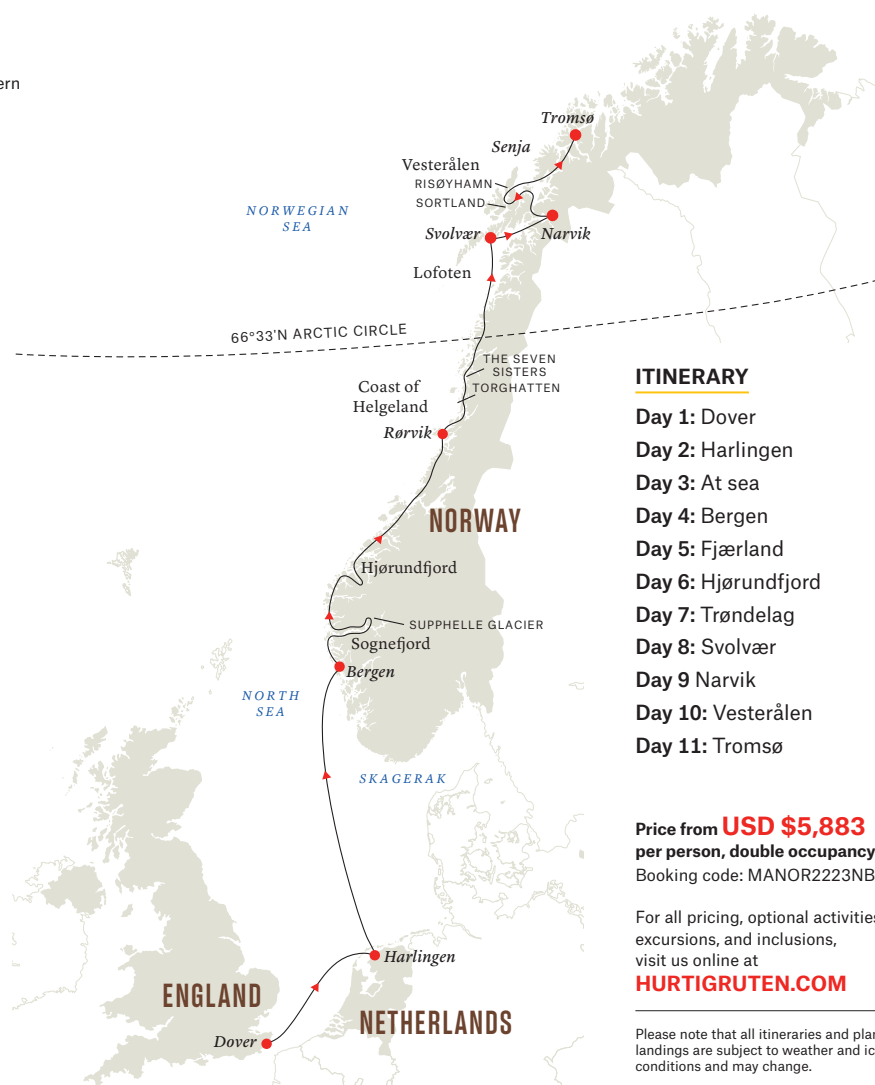 ern
Tromsø
Senja
Vesterålen
RISØYHAMN
SORTLAND
NORWEGIAN
SEA
Svolvær
Narvik
Lofoten
66°33'N ARCTIC CIRCLE
THE SEVEN
SISTERS
TORGHATTEN
Coast of
Helgeland
Rørvik
NORWAY
Hjørundfjord
SUPPHELLE GLACIER
Sognefjord
Bergen
NORTH
SEA
SKAGERAK
Harlingen
ENGLAND
NETHERLANDS
Dover
ITINERARY
Day 1: Dover
Day 2: Harlingen
Day 3: At sea
Day 4: Bergen
Day 5: Fjærland
Day 6: Hjørundfjord
Day 7: Trøndelag
Day 8: Svolvær
Day 9 Narvik
Day 10: Vesterålen
Day 11: Tromsø
Price from USD $5,883
per person, double occupancy
Booking code: MANOR2223NB
For all pricing, optional activities
excursions, and inclusions,
visit us online at
HURTIGRUTEN.COM
Please note that all itineraries and plan
landings are subject to weather and ic
conditions and may change.